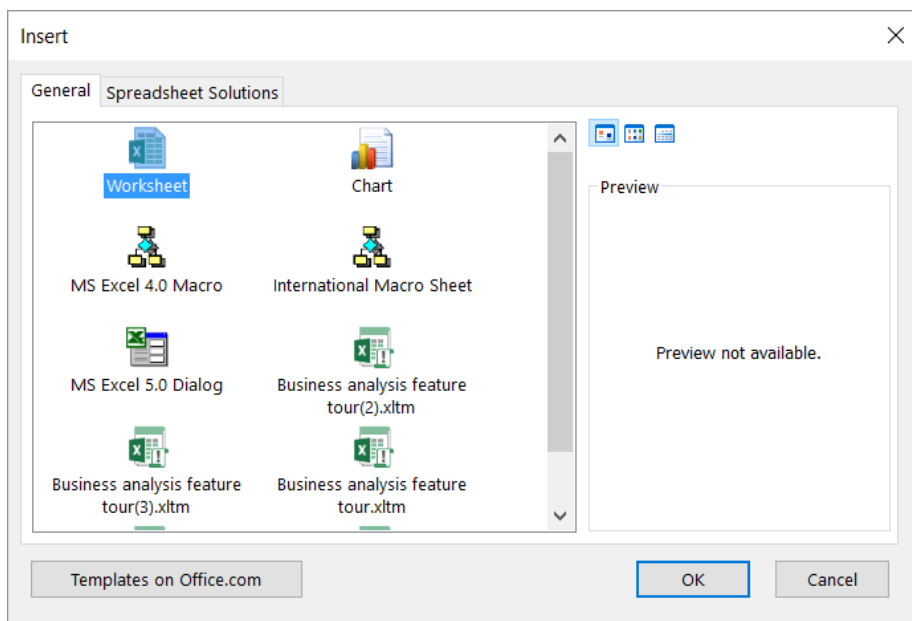 Insert
General
Spreadsheet Solutions
Worksheet
Chart
MS Excel 4.0 Macro
International Macro Sheet
MS Excel 5.0 Dialog
Business analysis feature
tour(2).xltm
Business analysis feature
tour(3).xltm
Business analysis feature
tour.xltm
Preview
Preview not available.
Templates on Office.com
OK
Cancel